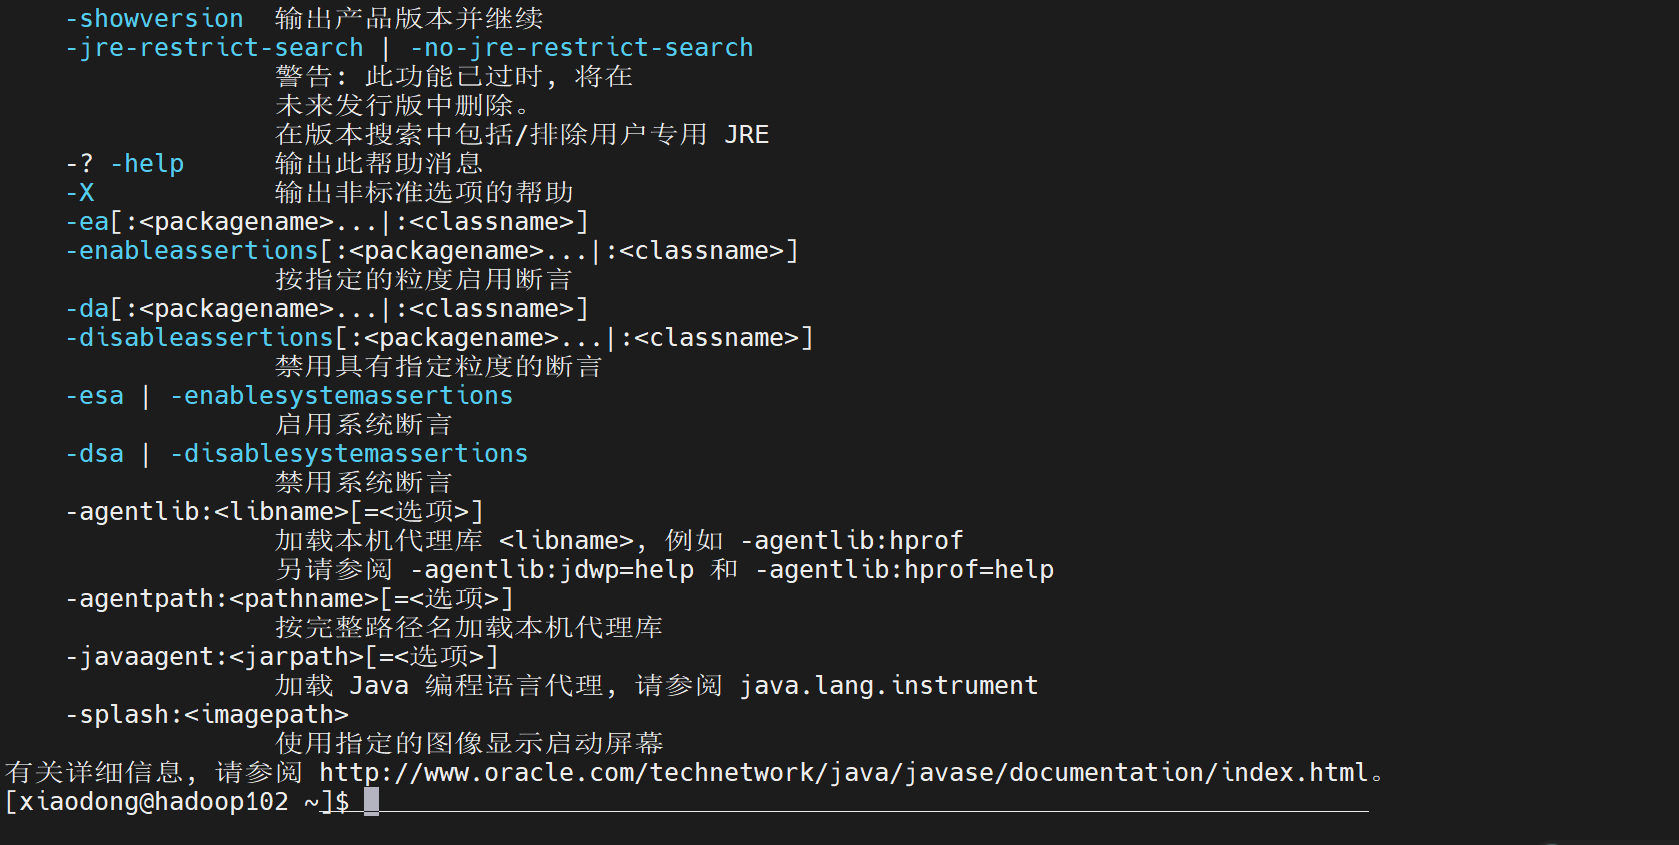 -showversion  输出产品版本并继续
-jre-restrict-search | -no-jre-restrict-search
警告: 此功能已过时, 将在
未来发行版中删除。
在版本搜索中包括/排除用户专用 JRE
-? -help      输出此帮助消息
-X            输出非标准选项的帮助
-ea[:<packagename>...|:<classname>]
-enableassertions[:<packagename>...|:<classname>]
按指定的粒度启用断言
-da[:<packagename>...|:<classname>]
-disableassertions[:<packagename>...|:<classname>]
禁用具有指定粒度的断言
-esa | -enablesystemassertions
启用系统断言
-dsa | -disablesystemassertions
禁用系统断言
-agentlib:<libname>[=<选项>]
加载本机代理库 <libname>, 例如 -agentlib:hprof
另请参阅 -agentlib:jdwp=help 和 -agentlib:hprof=help
-agentpath:<pathname>[=<选项>]
按完整路径名加载本机代理库
-javaagent:<jarpath>[=<选项>]
加载 Java 编程语言代理, 请参阅 java.lang.instrument
-splash:<imagepath>
使用指定的图像显示启动屏幕
有关详细信息, 请参阅 http://www.oracle.com/technetwork/java/javase/documentation/index.html。
[xiaodong@hadoop102 ~]$